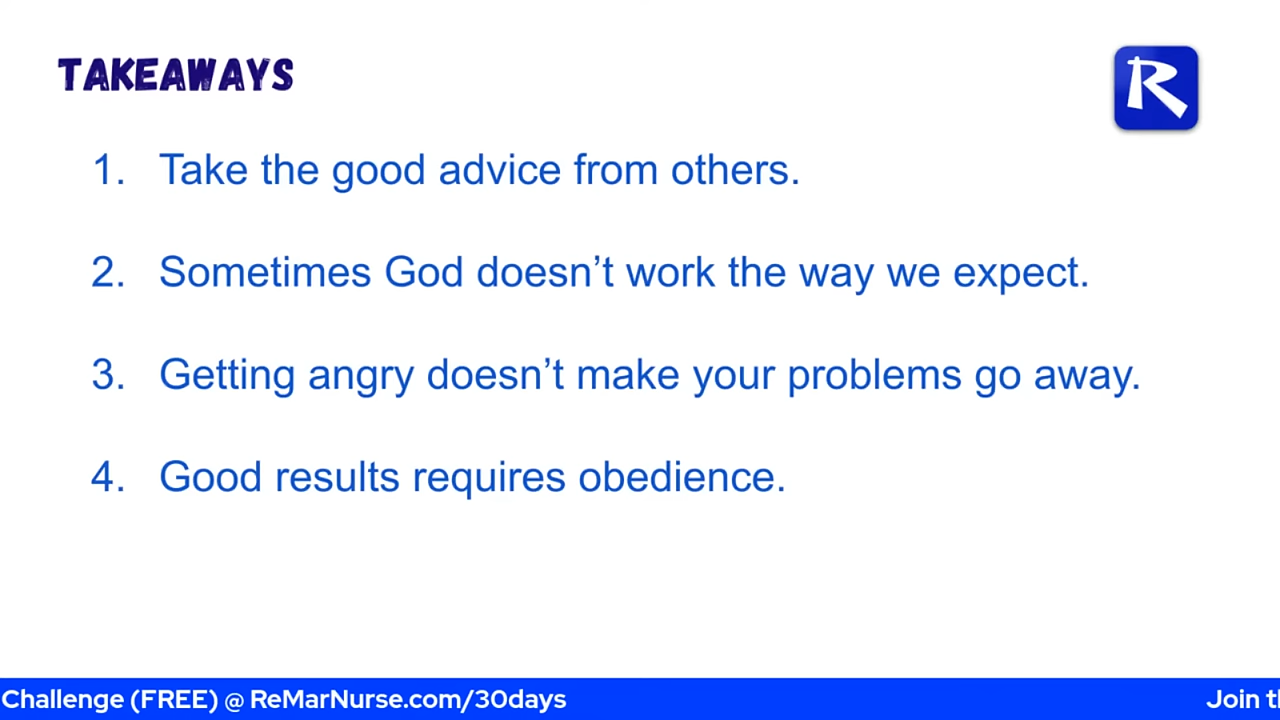 TAKEAWAYS
R
1. Take the good advice from others.
2. Sometimes God doesn’t work the way we expect.
3. Getting angry doesn’t make your problems go away.
4. Good results requires obedience.
Challenge (FREE) @ ReMarNurse.com/30days Join